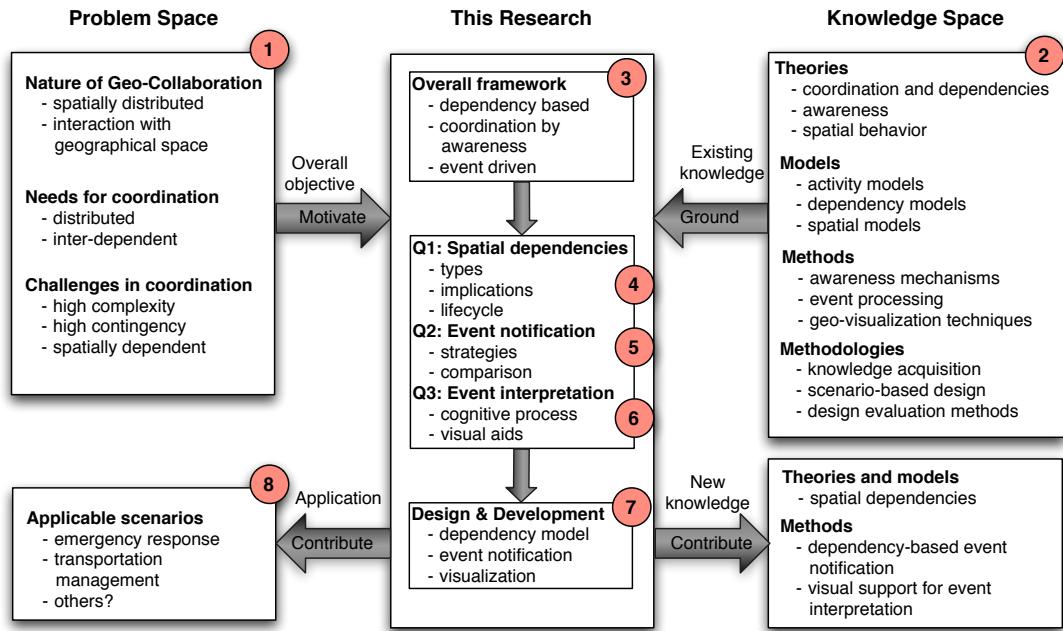 Problem Space
1
Nature of Geo-Collaboration
- spatially distributed
- interaction with
geographical space
Needs for coordination
- distributed
- inter-dependent
Challenges in coordination
- high complexity
- high contingency
- spatially dependent
Overall
objective
Motivate
This Research
3
Overall framework
- dependency based
- coordination by
awareness
- event driven
Q1: Spatial dependencies
- types
- implications
- lifecycle
4
Q2: Event notification
- strategies
- comparison
5
Q3: Event interpretation
- cognitive process
- visual aids
6
7
Design & Development
- dependency model
- event notification
- visualization
Knowledge Space
2
Theories
- coordination and dependencies
- awareness
- spatial behavior
Models
- activity models
- dependency models
- spatial models
Methods
- awareness mechanisms
- event processing
- geo-visualization techniques
Methodologies
- knowledge acquisition
- scenario-based design
- design evaluation methods
Existing
knowledge
Ground
8
Applicable scenarios
- emergency response
- transportation
management
- others?
Application
Contribute
New
knowledge
Contribute
Theories and models
- spatial dependencies
Methods
- dependency-based event
notification
- visual support for event
interpretation